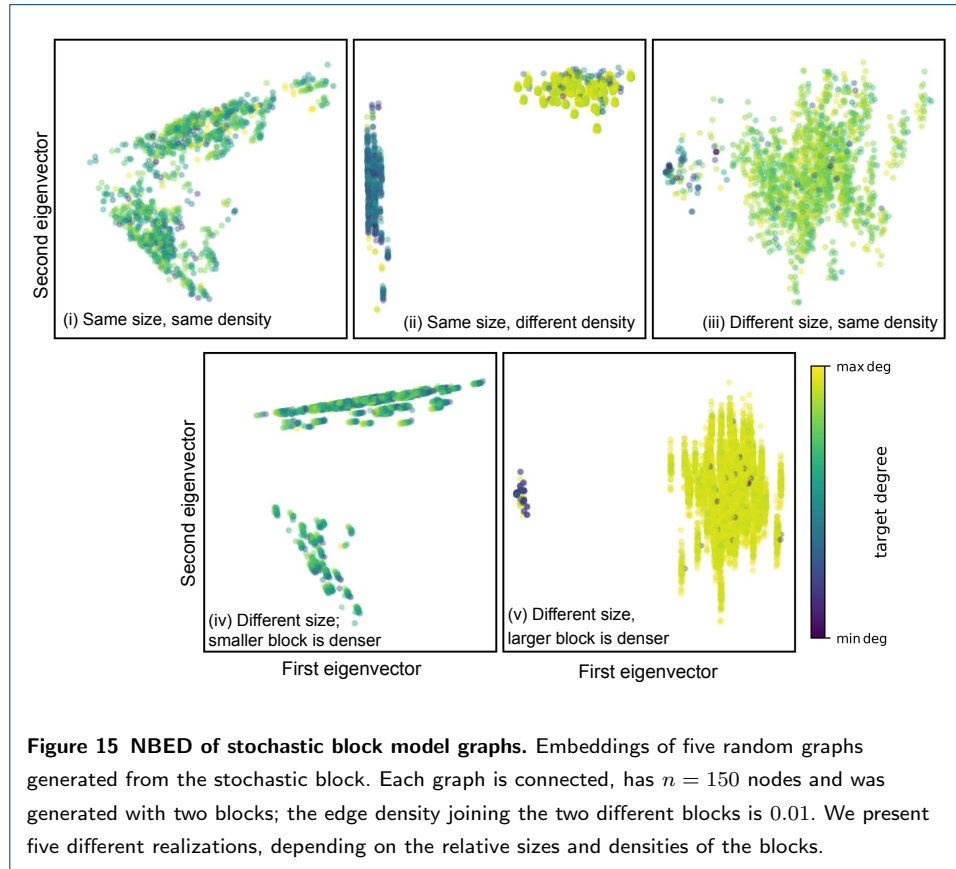 Second eigenvector
(i) Same size, same density
(ii) Same size, different density
(iii) Different size, same density
Second eigenvector
(iv) Different size;
smaller block is denser
(v) Different size,
larger block is denser
First eigenvector
First eigenvector
max deg
target degree
min deg
Figure 15 NBED of stochastic block model graphs. Embeddings of five random graphs
generated from the stochastic block. Each graph is connected, has n = 150 nodes and was
generated with two blocks; the edge density joining the two different blocks is 0.01. We present
five different realizations, depending on the relative sizes and densities of the blocks.